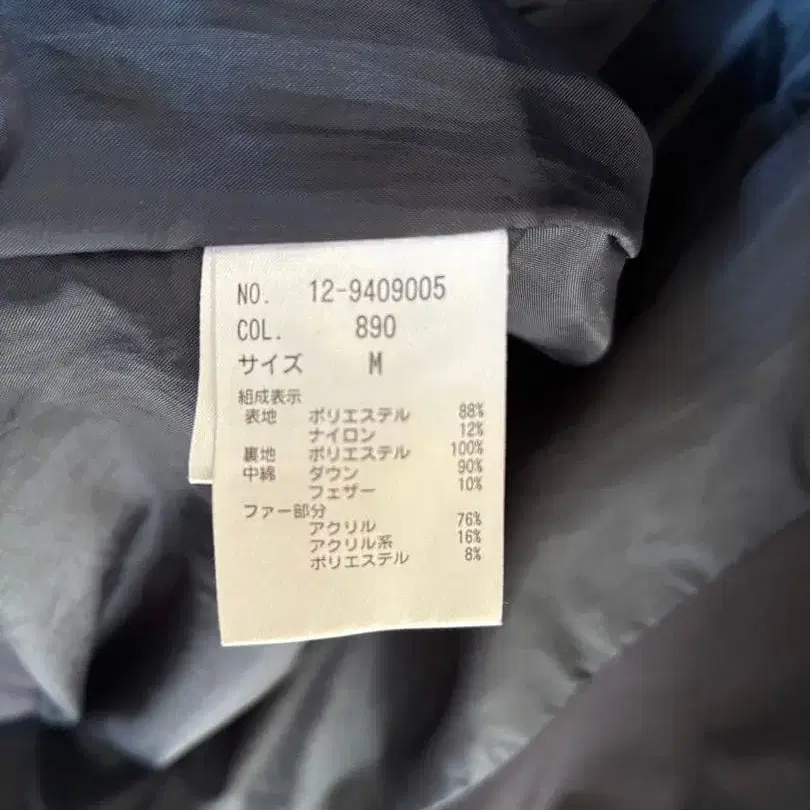 NO. 12-9409005
COL. 890
サイズ M
組成表示
表地 ポリエステル 88%
ナイロン 12%
裏地 ポリエステル 100%
中綿 ダウン 90%
フェザー 10%
ファー部分
アクリル 76%
アクリル系 16%
ポリエステル 8%